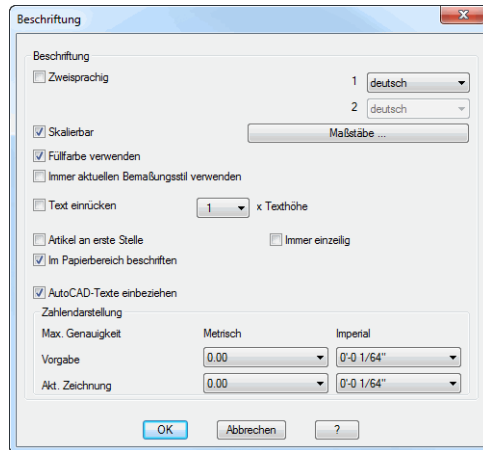 Beschriftung
Beschriftung
Zweisprachig
1 deutsch
2 deutsch
Skalierbar
Maßstäbe ...
Füllfarbe verwenden
Immer aktuellen Bemaßungsstil verwenden
Text einrücken 1 x Texthöhe
Artikel an erste Stelle Immer einzeilig
Im Papierbereich beschriften
AutoCAD-Texte einbeziehen
Zahlendarstellung
Max. Genauigkeit Metrisch Imperial
Vorgabe 0.00 0'-0 1/64"
Akt. Zeichnung 0.00 0'-0 1/64"
OK Abbrechen ?